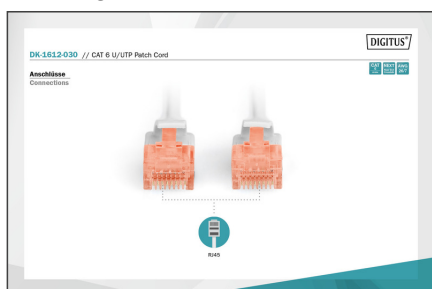 DIGITUS®
DK-1612-030 // CAT 6 U/UTP Patch Cord
Anschlüsse
Connections
RJ45